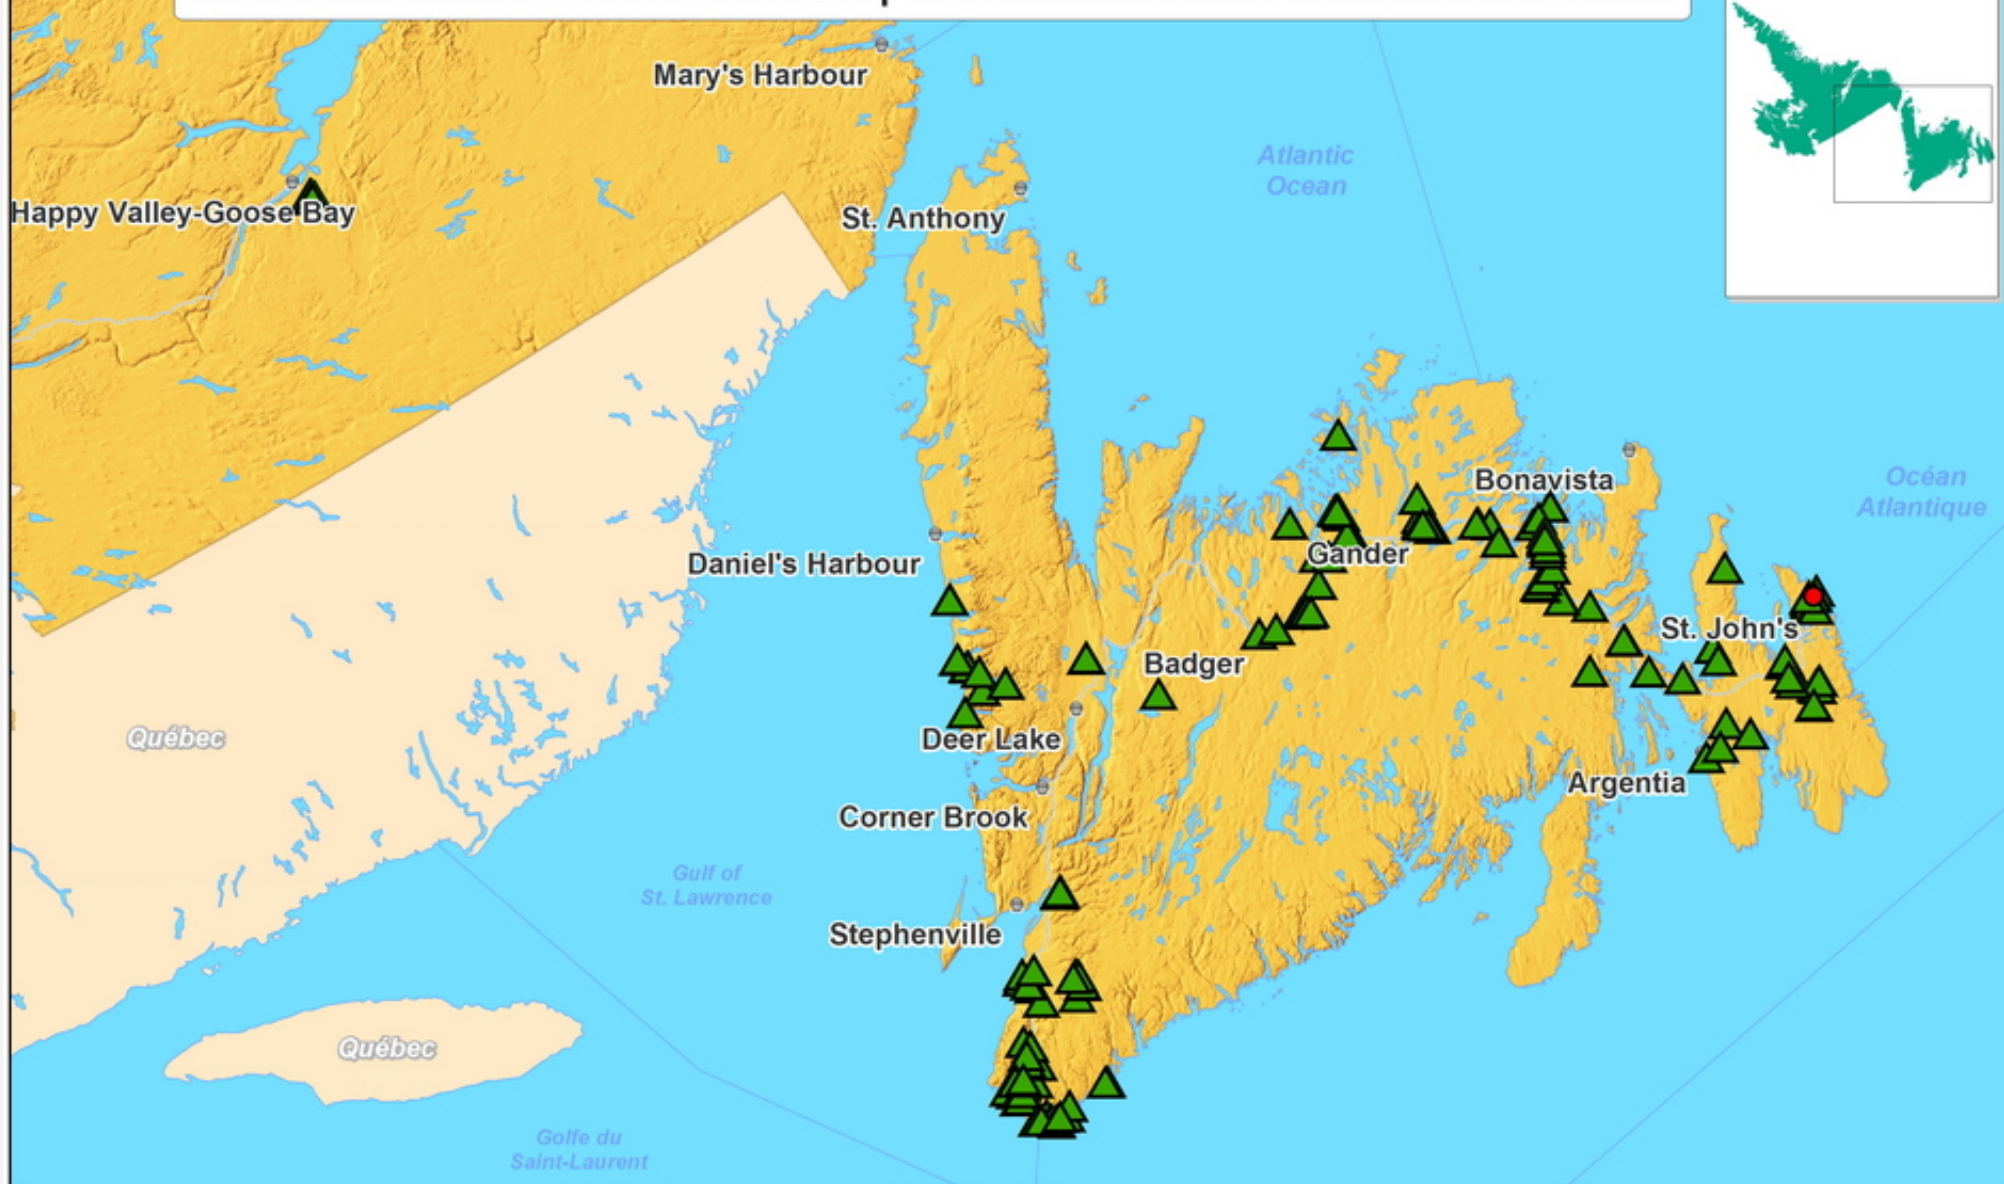 Mary's Harbour
Atlantic
Ocean
Happy Valley-Goose Bay
St. Anthony
Bonavista
Océan
Atlantique
Daniel's Harbour
Gander
St. John's
Badger
Québec
Deer Lake
Argentia
Corner Brook
Gulf of
St. Lawrence
Stephenville
Québec
Golfe du
Saint-Laurent